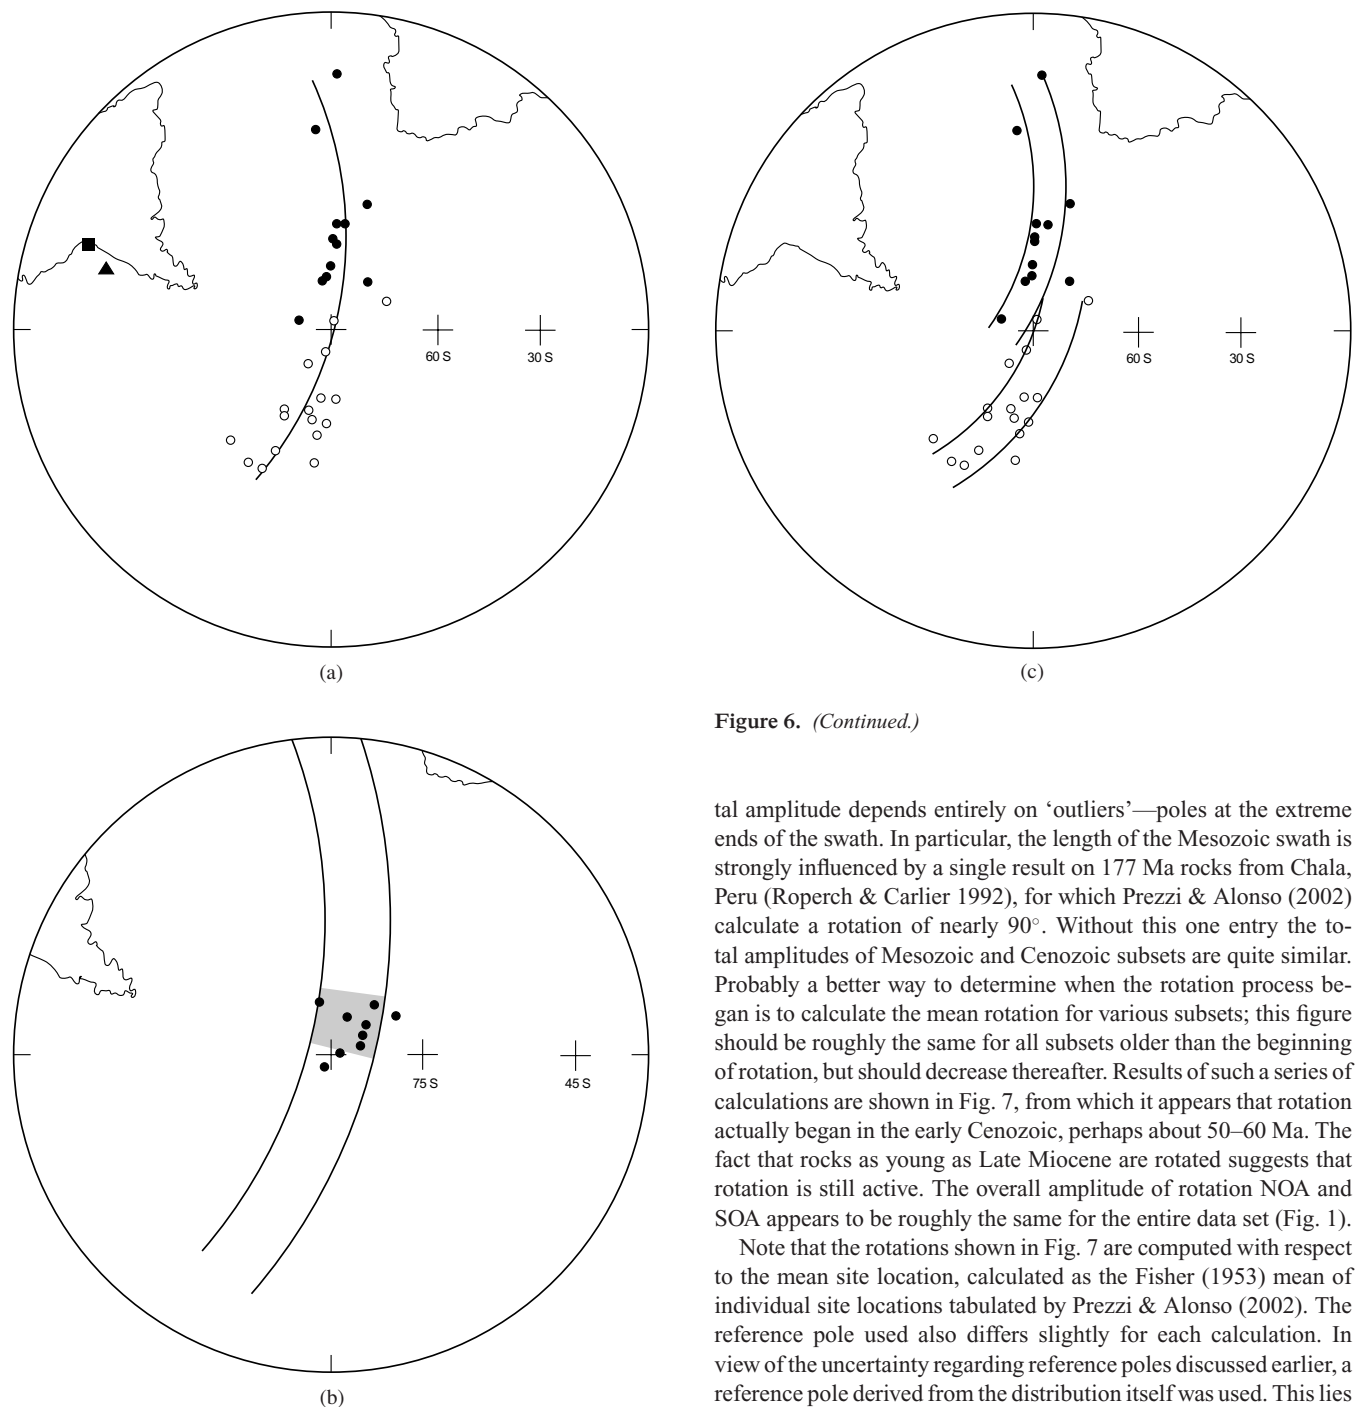 60 S
30 S
(a)
75 S
45 S
(b)
60 S
30 S
(c)
Figure 6. (Continued.)
tal amplitude depends entirely on ‘outliers’—poles at the extreme
ends of the swath. In particular, the length of the Mesozoic swath is
strongly influenced by a single result on 177 Ma rocks from Chala,
Peru (Roperch & Carlier 1992), for which Prezzi & Alonso (2002)
calculate a rotation of nearly 90°. Without this one entry the to-
tal amplitudes of Mesozoic and Cenozoic subsets are quite similar.
Probably a better way to determine when the rotation process be-
gan is to calculate the mean rotation for various subsets; this figure
should be roughly the same for all subsets older than the beginning
of rotation, but should decrease thereafter. Results of such a series of
calculations are shown in Fig. 7, from which it appears that rotation
actually began in the early Cenozoic, perhaps about 50–60 Ma. The
fact that rocks as young as Late Miocene are rotated suggests that
rotation is still active. The overall amplitude of rotation NOA and
SOA appears to be roughly the same for the entire data set (Fig. 1).
Note that the rotations shown in Fig. 7 are computed with respect
to the mean site location, calculated as the Fisher (1953) mean of
individual site locations tabulated by Prezzi & Alonso (2002). The
reference pole used also differs slightly for each calculation. In
view of the uncertainty regarding reference poles discussed earlier, a
reference pole derived from the distribution itself was used. This lies